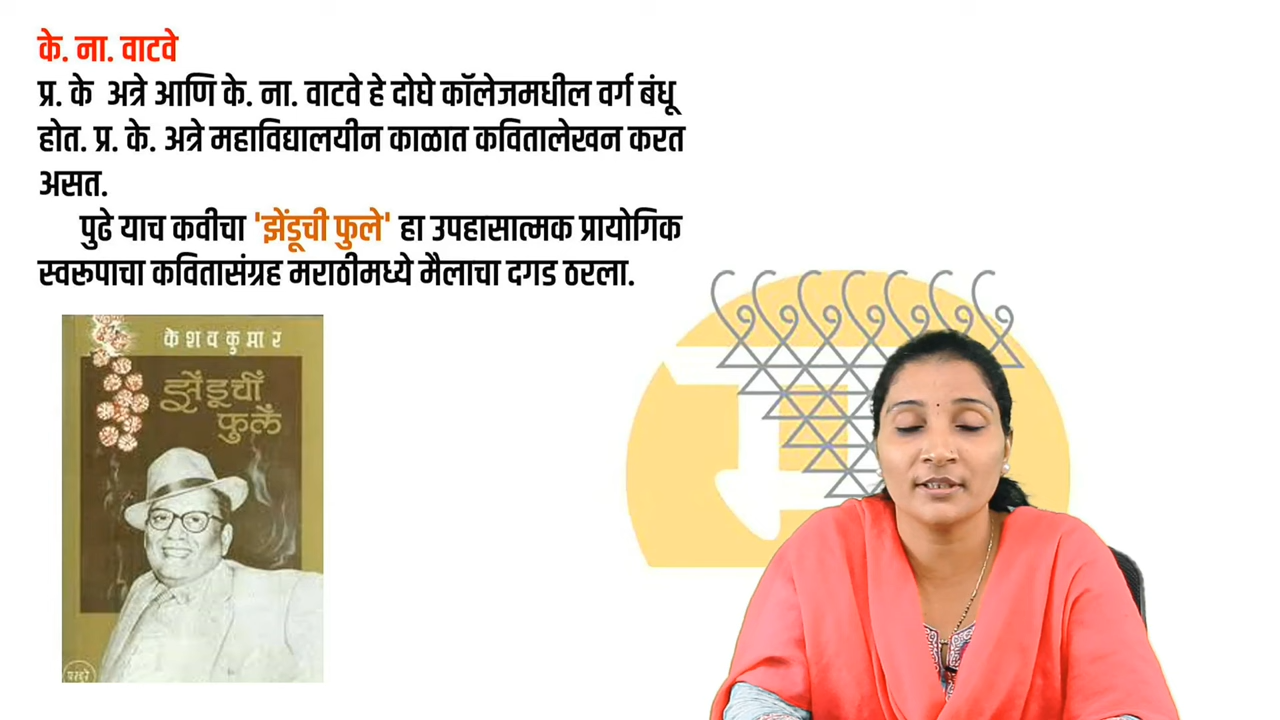 के. ना. वाटवे
प्र. के अत्रे आणि के. ना. वाटवे हे दोघे कॉलेजमधील वर्ग बंधू
होत. प्र. के. अत्रे महाविद्यालयीन काळात कवितालेखन करत
असत.
पुढे याच कवीचा 'झेंडूची फुले' हा उपहासात्मक प्रायोगिक
स्वरूपाचा कवितासंग्रह मराठीमध्ये मैलाचा दगड ठरला.
केशवकुमार
झेंडूचीं
फुलें
परचुरे